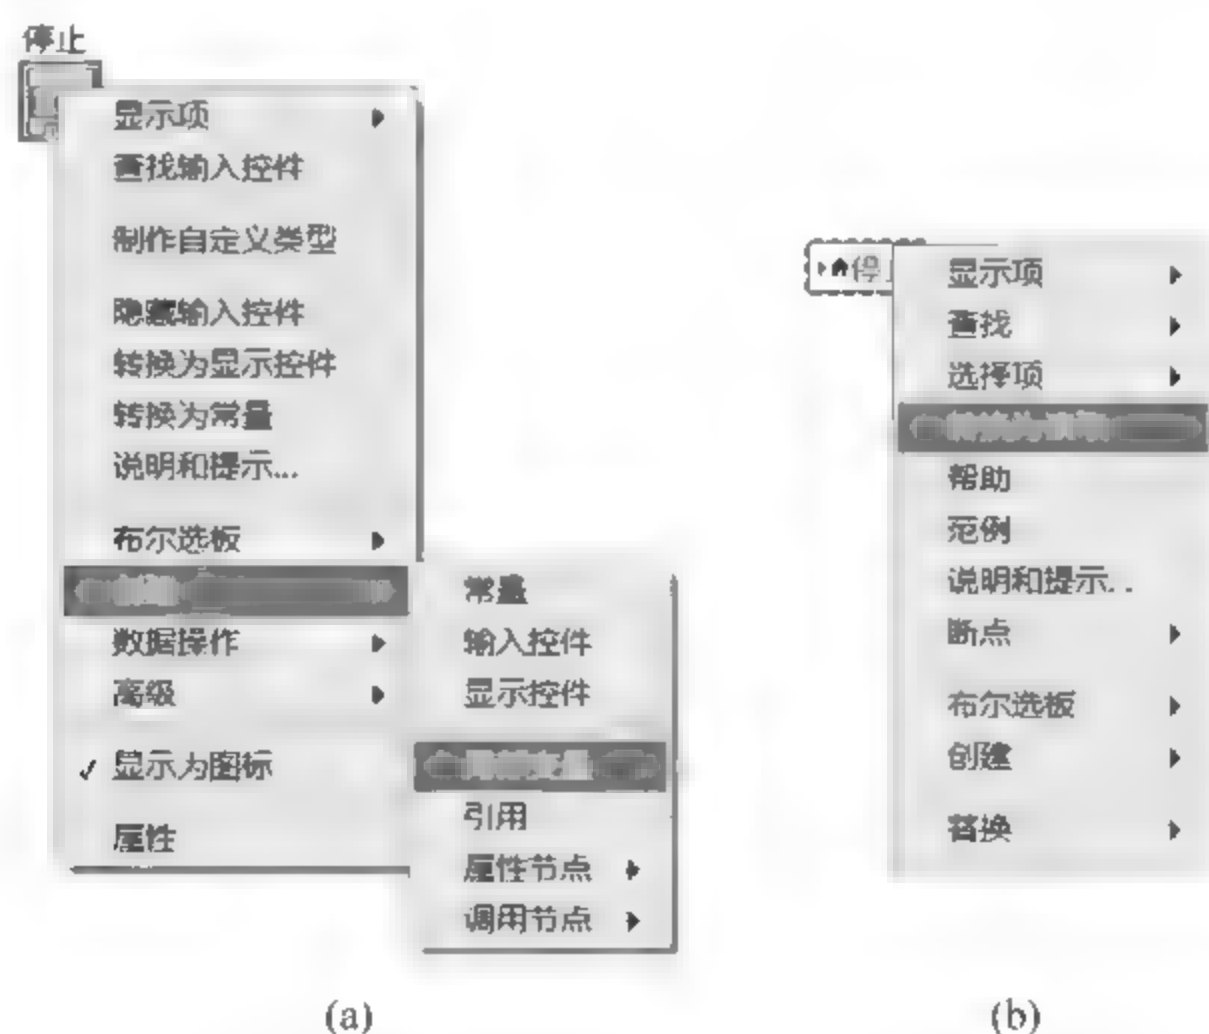 停止
显示项
查找输入控件
制作自定义类型
隐藏输入控件
转换为显示控件
转换为常量
说明和提示...
布尔选板
数据操作
高级
显示为图标
属性
常量
输入控件
显示控件
引用
属性节点
调用节点
(a)
停
显示项
查找
选择项
帮助
范例
说明和提示..
断点
布尔选板
创建
替换
(b)